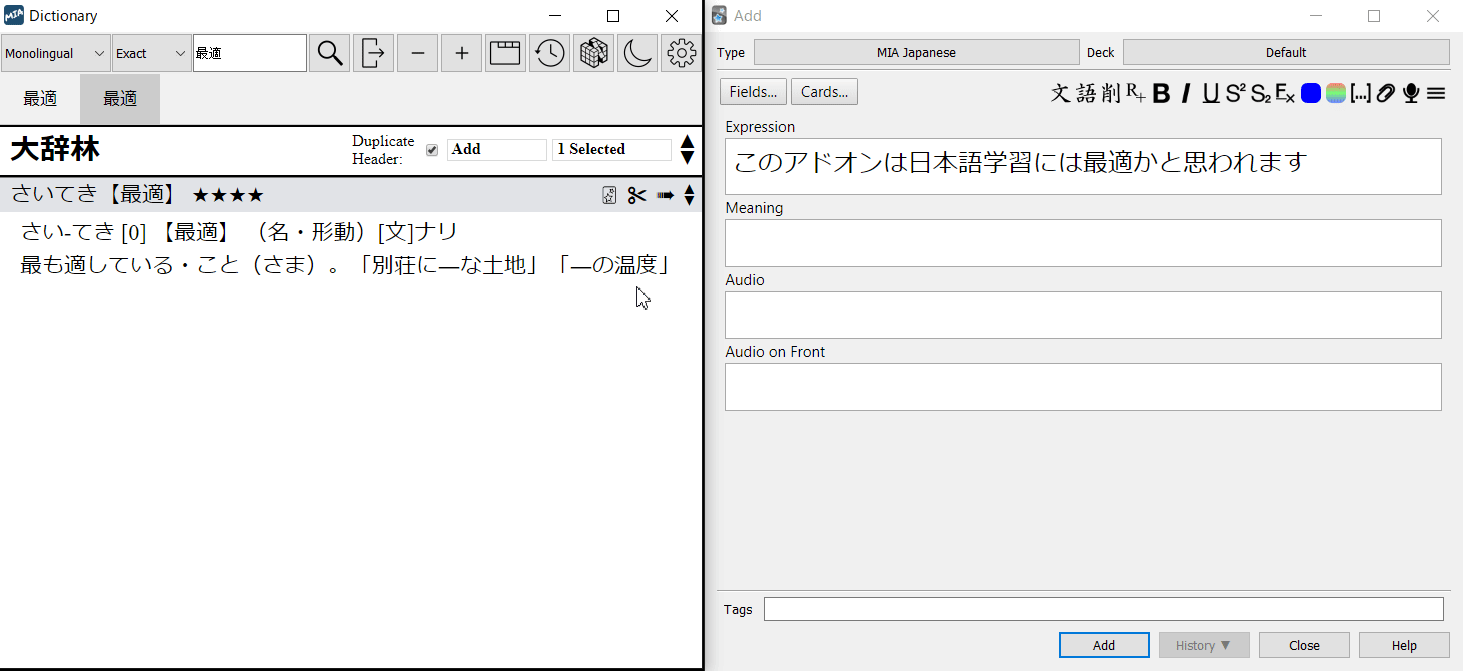 MIA Dictionary
Monolingual Exact 最適
最適 最適
大辞林 Duplicate Header: Add 1 Selected
さいてき【最適】 ★★★★
さい-てき [0] 【最適】 （名・形動）[文]ナリ
最も適している・こと（さま）。「別荘に―な土地」「―の温度」
Add
Type MIA Japanese Deck Default
Fields... Cards... 文 語 削 R+ B I U S² S₂ Ex [...]
Expression
このアドオンは日本語学習には最適かと思われます
Meaning
Audio
Audio on Front
Tags
Add History ▼ Close Help